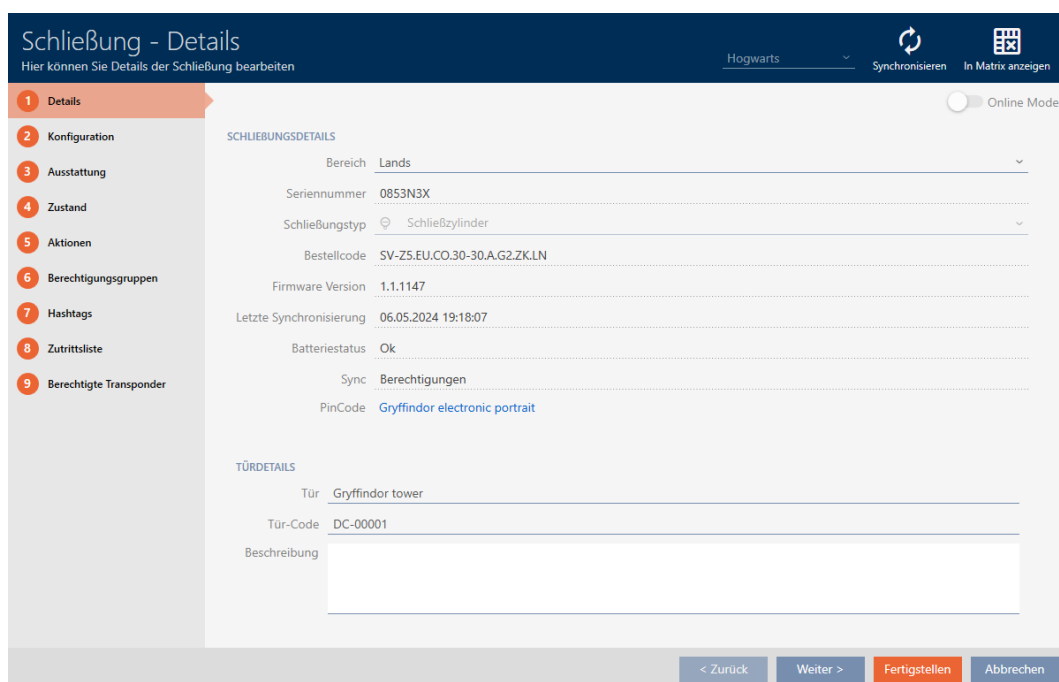 Schließung - Details
Hier können Sie Details der Schließung bearbeiten
Hogwarts
Synchronisieren
In Matrix anzeigen
1 Details
2 Konfiguration
3 Ausstattung
4 Zustand
5 Aktionen
6 Berechtigungsgruppen
7 Hashtags
8 Zutrittsliste
9 Berechtigte Transponder
Online Mode
SCHLIEßUNGSDETAILS
Bereich Lands
Seriennummer 0853N3X
Schließungstyp Schließzylinder
Bestellcode SV-Z5.EU.CO.30-30.A.G2.ZK.LN
Firmware Version 1.1.1147
Letzte Synchronisierung 06.05.2024 19:18:07
Batteriestatus Ok
Sync Berechtigungen
PinCode Gryffindor electronic portrait
TÜRDETAILS
Tür Gryffindor tower
Tür-Code DC-00001
Beschreibung
< Zurück
Weiter >
Fertigstellen
Abbrechen